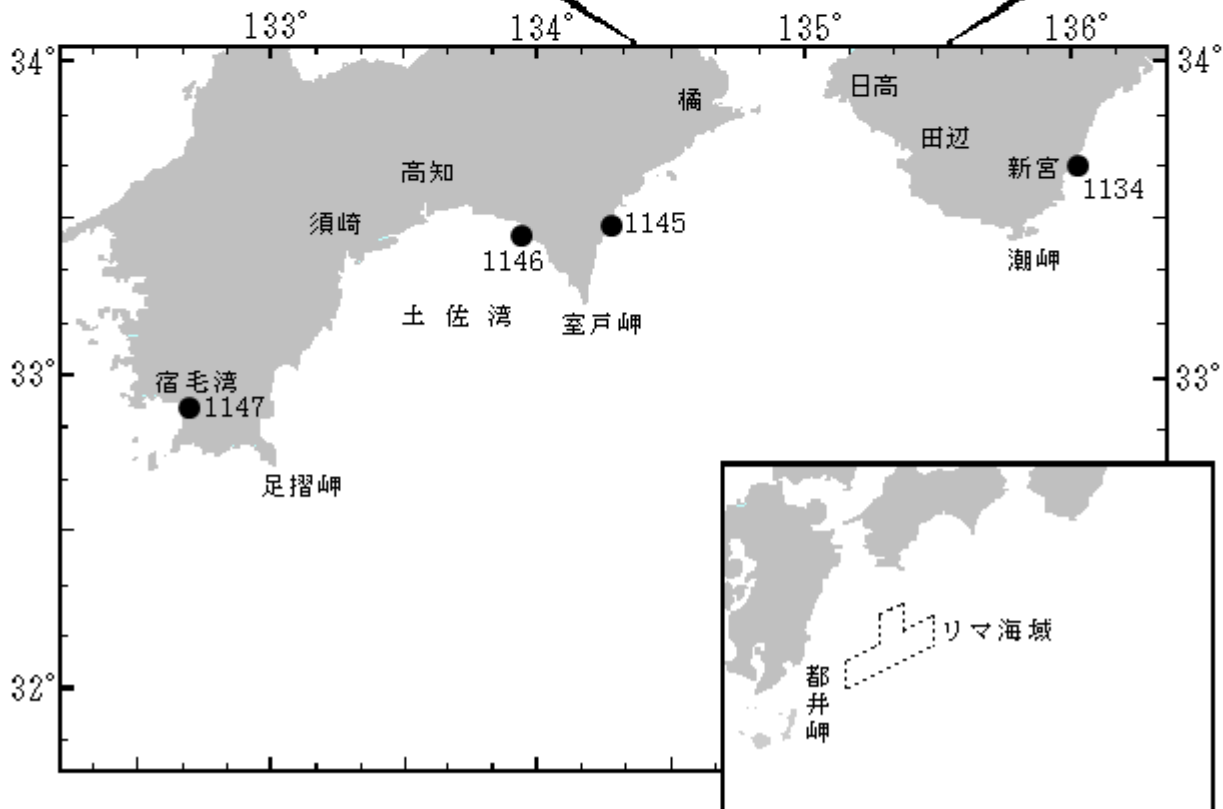 133° 134° 135° 136°
34° 34°
橘 日高
田辺
高知 新宮
1134
須崎 1145
1146 潮岬
土佐湾 室戸岬
33° 33°
宿毛湾
1147
足摺岬
リマ海域
32°
都井岬